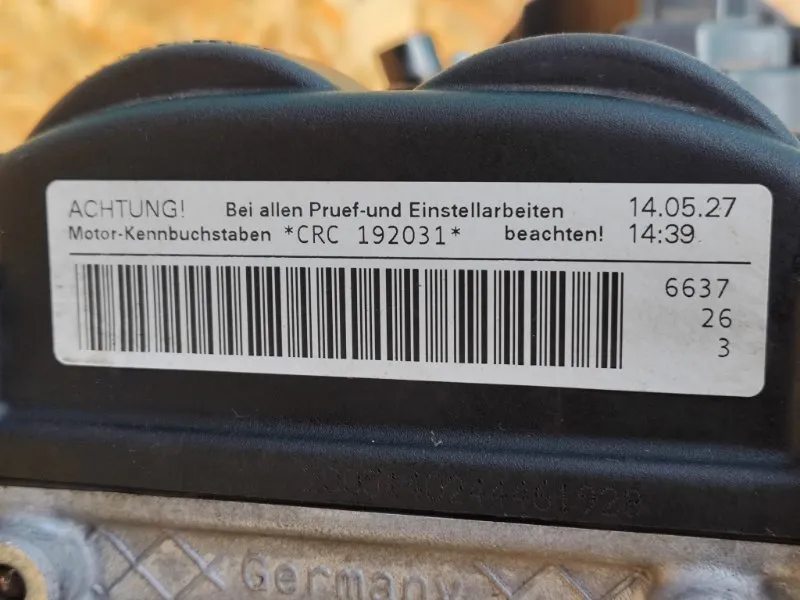 ACHTUNG! Bei allen Pruef-und Einstellarbeiten 14.05.27
Motor-Kennbuchstaben *CRC 192031* beachten! 14:39
6637
26
3
Germany